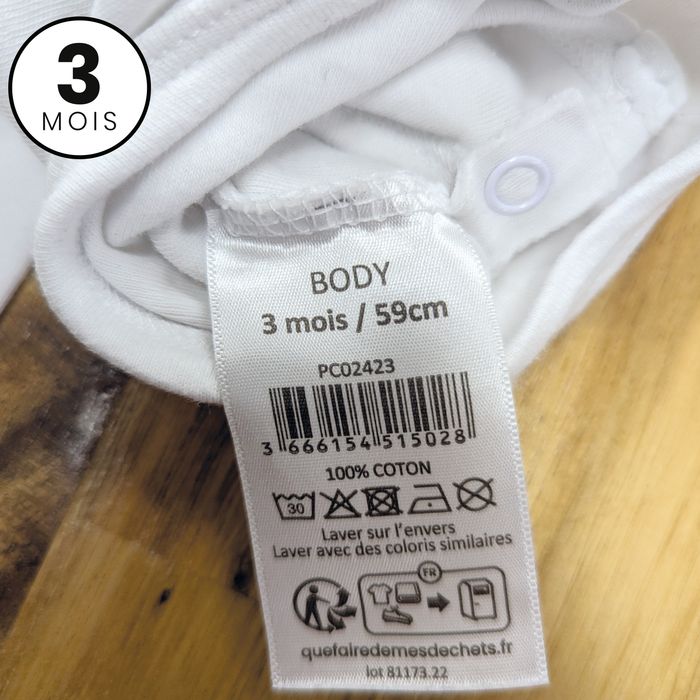 3
MOIS
BODY
3 mois / 59cm
PC02423
3 666154 515028
100% COTON
30
Laver sur l'envers
Laver avec des coloris similaires
FR
quefairedemesdechets.fr
lot 81173.22